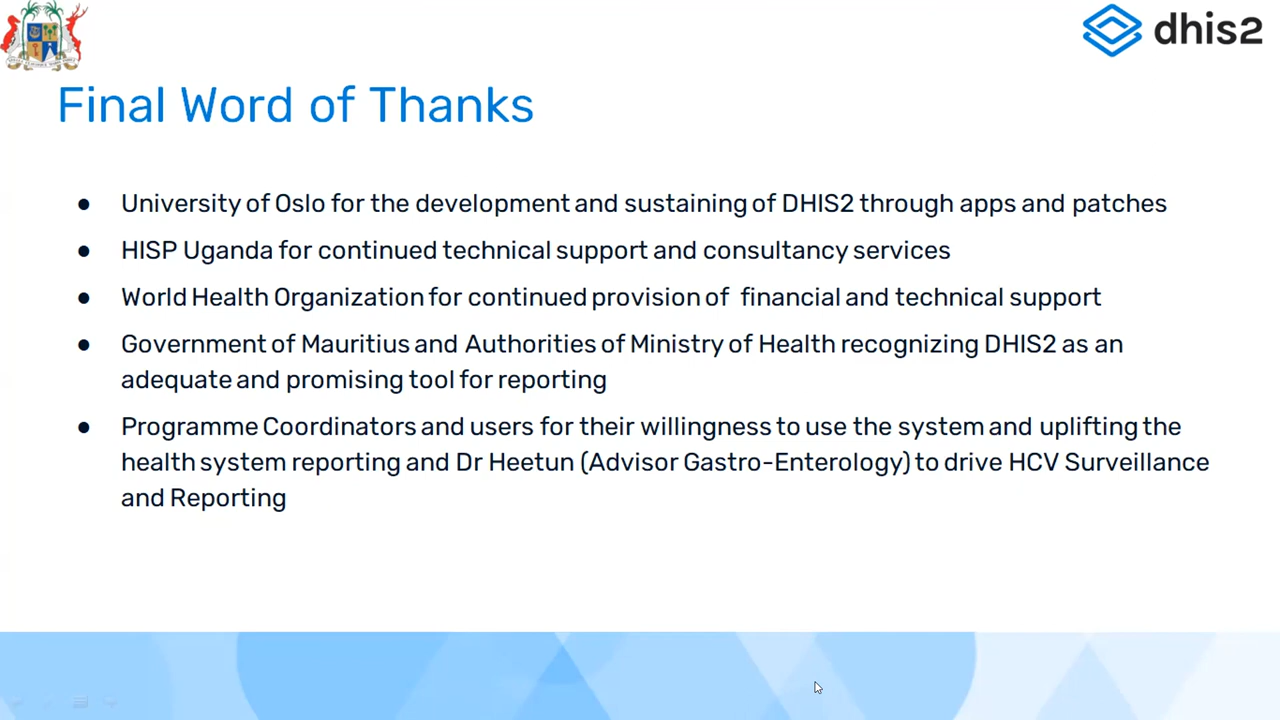 dhis2
Final Word of Thanks
● University of Oslo for the development and sustaining of DHIS2 through apps and patches
● HISP Uganda for continued technical support and consultancy services
● World Health Organization for continued provision of financial and technical support
● Government of Mauritius and Authorities of Ministry of Health recognizing DHIS2 as an
adequate and promising tool for reporting
● Programme Coordinators and users for their willingness to use the system and uplifting the
health system reporting and Dr Heetun (Advisor Gastro-Enterology) to drive HCV Surveillance
and Reporting